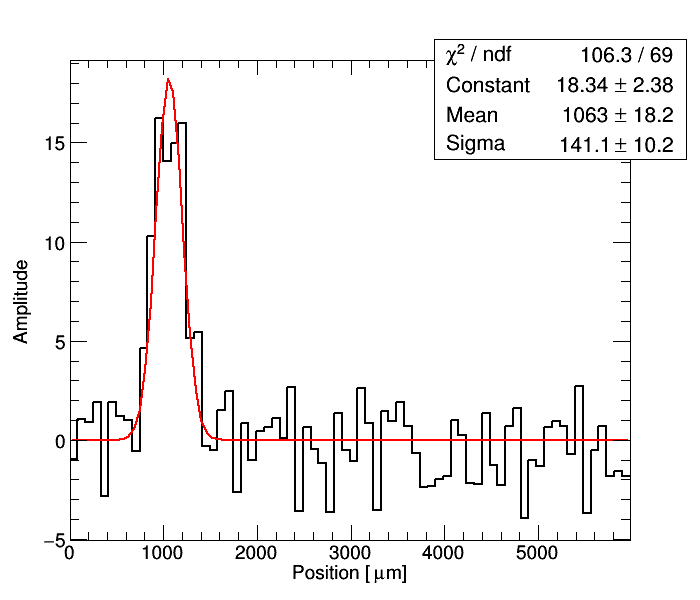 χ² / ndf 106.3 / 69
Constant 18.34 ± 2.38
Mean 1063 ± 18.2
Sigma 141.1 ± 10.2
15
10
5
0
−5
Amplitude
0 1000 2000 3000 4000 5000
Position [ μm]